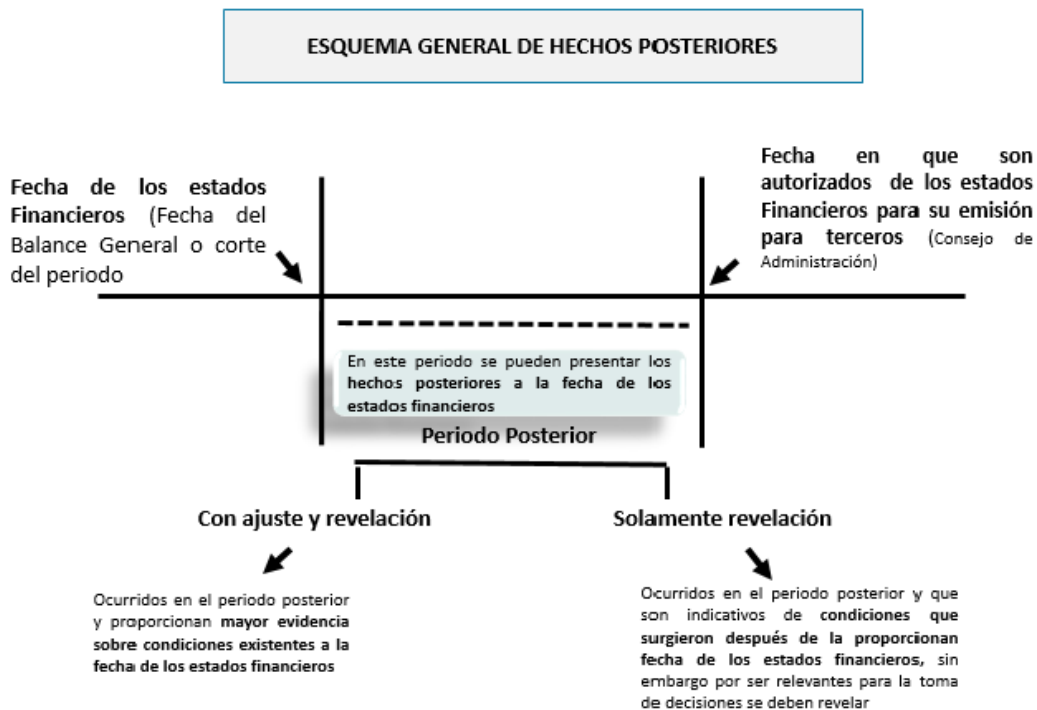 ESQUEMA GENERAL DE HECHOS POSTERIORES
Fecha de los estados
Financieros (Fecha del
Balance General o corte
del periodo
Fecha en que son
autorizados de los estados
Financieros para su emisión
para terceros (Consejo de
Administración)
En este periodo se pueden presentar los
hechos posteriores a la fecha de los
estados financieros
Periodo Posterior
Con ajuste y revelación
Solamente revelación
Ocurridos en el periodo posterior
y proporcionan mayor evidencia
sobre condiciones existentes a la
fecha de los estados financieros
Ocurridos en el periodo posterior y que
son indicativos de condiciones que
surgieron después de la proporcionan
fecha de los estados financieros, sin
embargo por ser relevantes para la toma
de decisiones se deben revelar